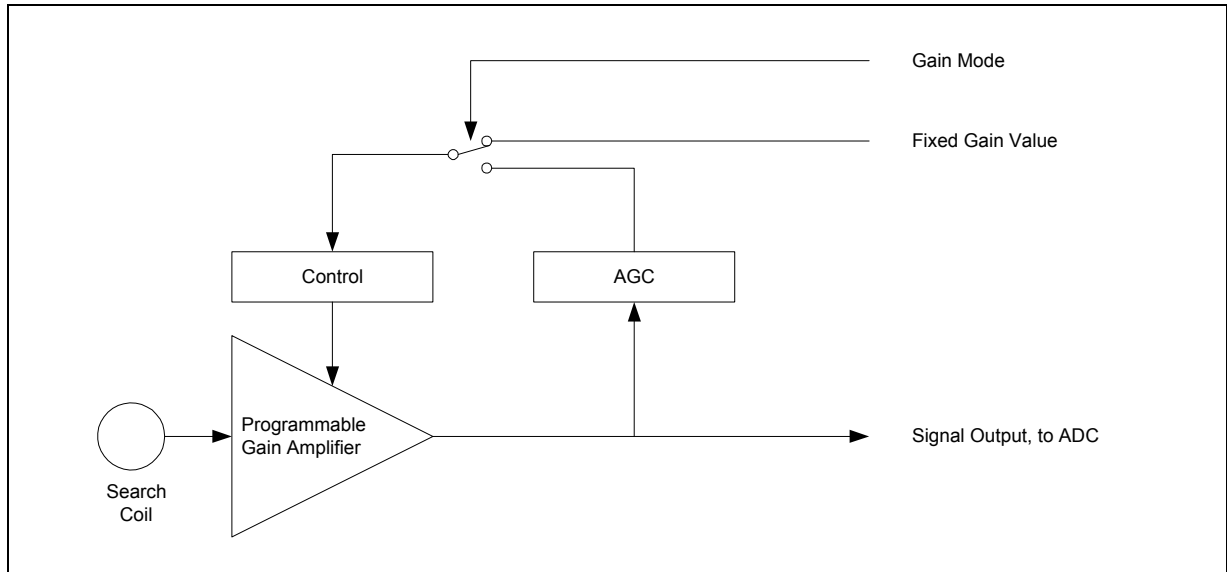 Gain Mode
Fixed Gain Value
Control
AGC
Programmable
Gain Amplifier
Signal Output, to ADC
Search
Coil